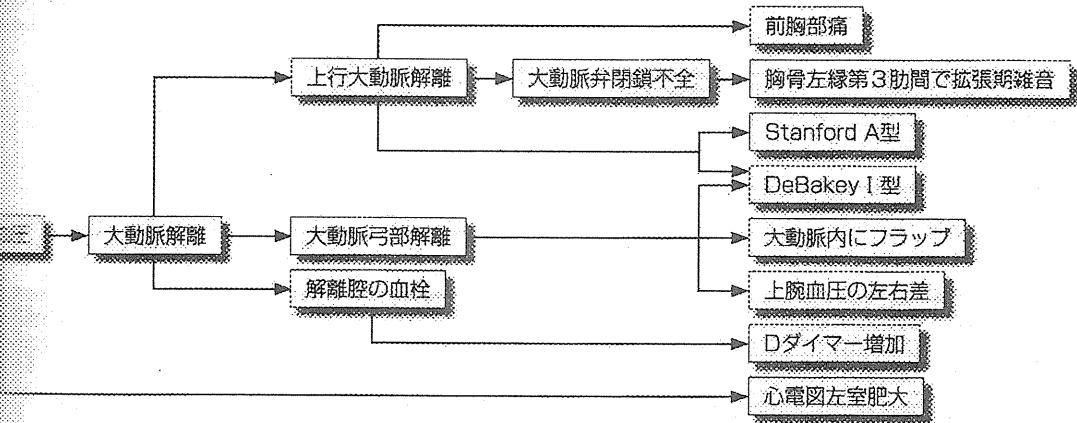 前胸部痛
上行大動脈解離
大動脈弁閉鎖不全
胸骨左縁第3肋間で拡張期雑音
Stanford A型
DeBakey I 型
大動脈解離
大動脈弓部解離
大動脈内にフラップ
解離腔の血栓
上腕血圧の左右差
Dダイマー増加
心電図左室肥大